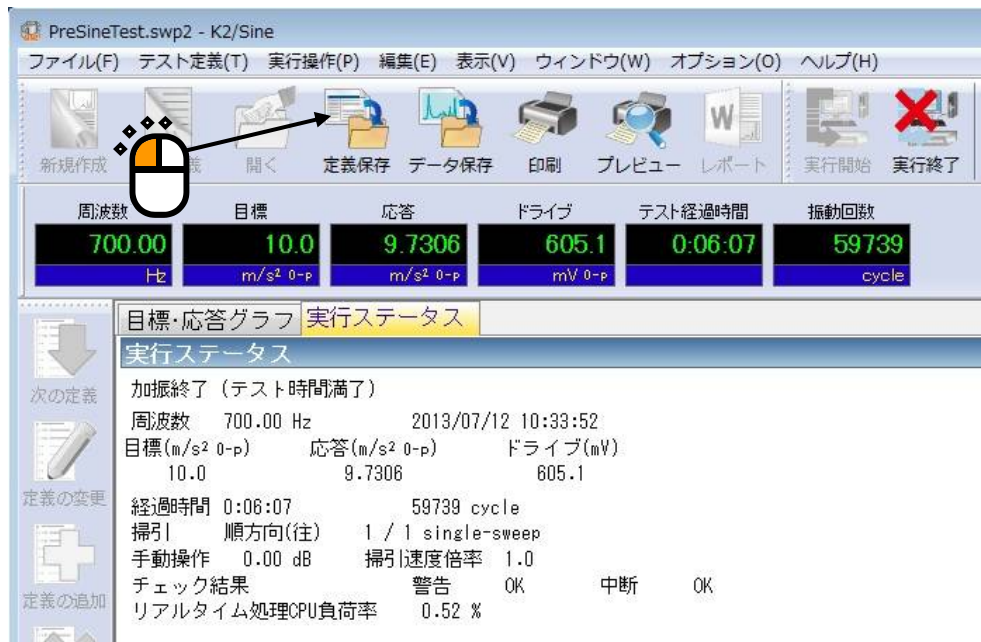 PreSineTest.swp2 - K2/Sine
ファイル(F) テスト定義(T) 実行操作(P) 編集(E) 表示(V) ウィンドウ(W) オプション(O) ヘルプ(H)
新規作成 義 開く 定義保存 データ保存 印刷 プレビュー レポート 実行開始 実行終了
周波数 目標 応答 ドライブ テスト経過時間 振動回数
700.00 10.0 9.7306 605.1 0:06:07 59739
Hz m/s² 0-p m/s² 0-p mV 0-p cycle
目標・応答グラフ 実行ステータス
実行ステータス
次の定義
定義の変更
定義の追加
加振終了 (テスト時間満了)
周波数 700.00 Hz 2013/07/12 10:33:52
目標(m/s² 0-p) 応答(m/s² 0-p) ドライブ(mV)
10.0 9.7306 605.1
経過時間 0:06:07 59739 cycle
掃引 順方向(往) 1 / 1 single-sweep
手動操作 0.00 dB 掃引速度倍率 1.0
チェック結果 警告 OK 中断 OK
リアルタイム処理CPU負荷率 0.52 %